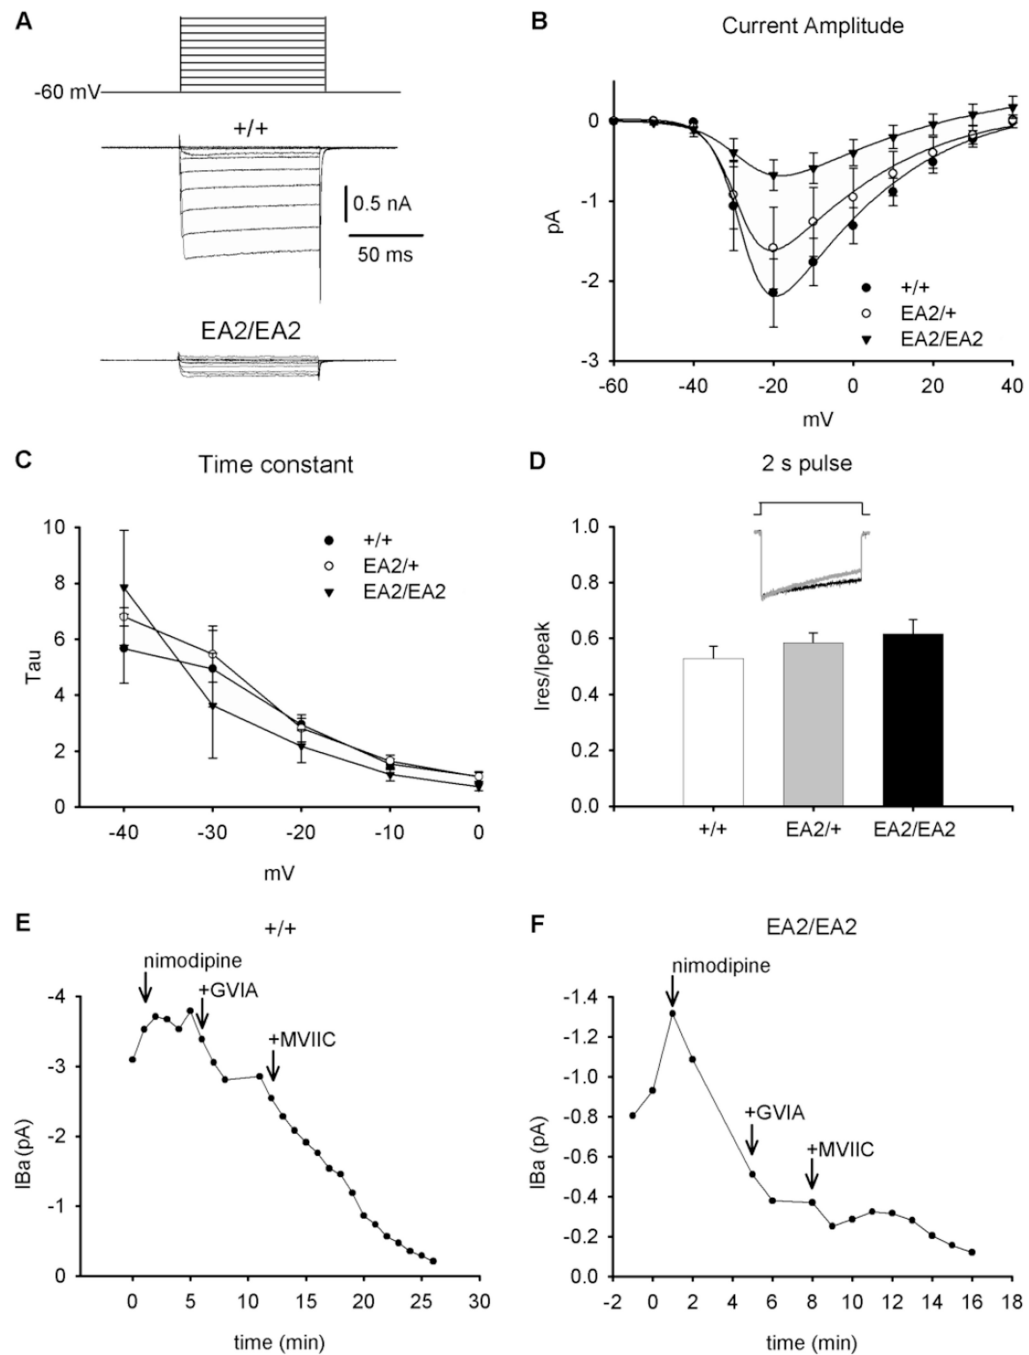 A
-60 mV
+/+
0.5 nA
50 ms
EA2/EA2
B
Current Amplitude
0
-1
-2
-3
pA
+/+
EA2/+
EA2/EA2
-60 -40 -20 0 20 40
mV
C
Time constant
10
8
6
4
2
0
Tau
+/+
EA2/+
EA2/EA2
-40 -30 -20 -10 0
mV
D
2 s pulse
1.0
0.8
0.6
0.4
0.2
0.0
Ires/Ipeak
+/+ EA2/+ EA2/EA2
E
+/+
nimodipine
+GVIA
+MVIIC
-4
-3
-2
-1
0
IBa (pA)
0 5 10 15 20 25 30
time (min)
F
EA2/EA2
nimodipine
+GVIA
+MVIIC
-1.4
-1.2
-1.0
-0.8
-0.6
-0.4
-0.2
0.0
IBa (pA)
-2 0 2 4 6 8 10 12 14 16 18
time (min)